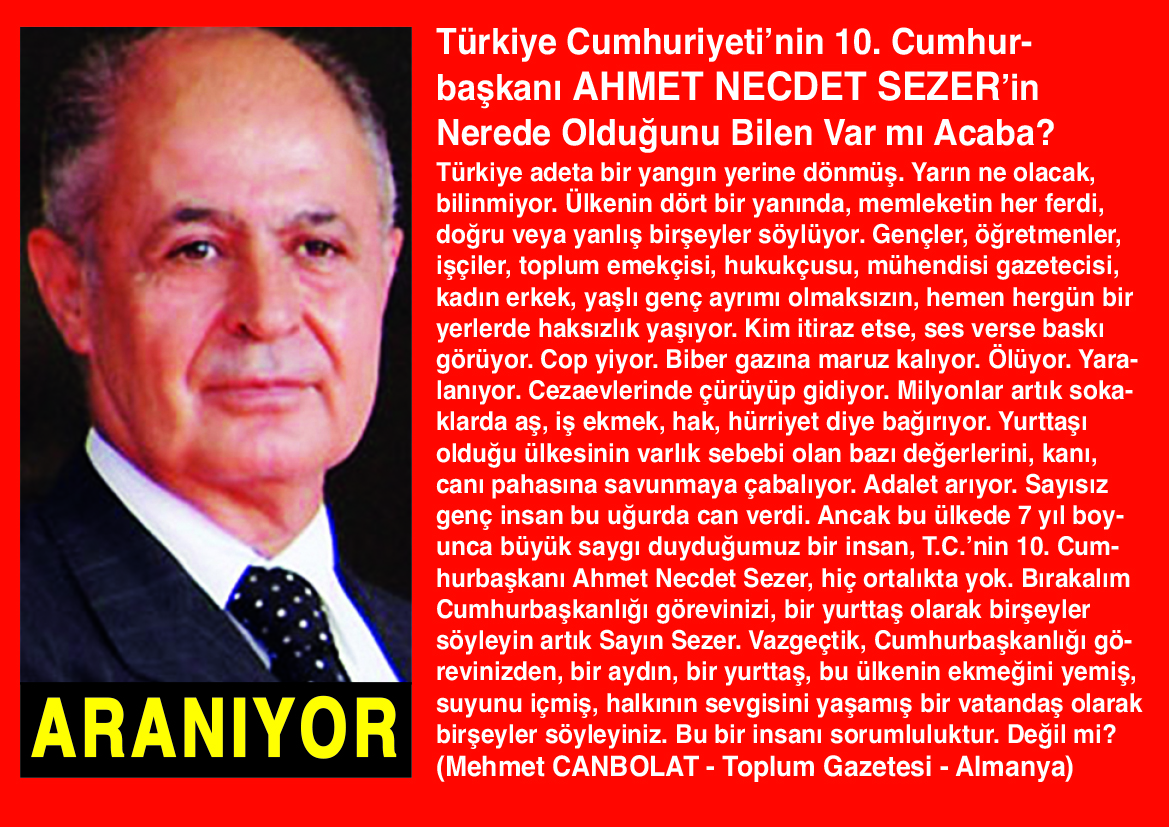 Türkiye Cumhuriyeti’nin 10. Cumhur-
başkanı AHMET NECDET SEZER’in
Nerede Olduğunu Bilen Var mı Acaba?
Türkiye adeta bir yangın yerine dönmüş. Yarın ne olacak,
bilinmiyor. Ülkenin dört bir yanında, memleketin her ferdi,
doğru veya yanlış birşeyler söylüyor. Gençler, öğretmenler,
işçiler, toplum emekçisi, hukukçusu, mühendisi gazetecisi,
kadın erkek, yaşlı genç ayrımı olmaksızın, hemen hergün bir
yerlerde haksızlık yaşıyor. Kim itiraz etse, ses verse baskı
görüyor. Cop yiyor. Biber gazına maruz kalıyor. Ölüyor. Yara-
lanıyor. Cezaevlerinde çürüyüp gidiyor. Milyonlar artık soka-
klarda aş, iş ekmek, hak, hürriyet diye bağırıyor. Yurttaşı
olduğu ülkesinin varlık sebebi olan bazı değerlerini, kanı,
canı pahasına savunmaya çabalıyor. Adalet arıyor. Sayısız
genç insan bu uğurda can verdi. Ancak bu ülkede 7 yıl boy-
unca büyük saygı duyduğumuz bir insan, T.C.’nin 10. Cum-
hurbaşkanı Ahmet Necdet Sezer, hiç ortalıkta yok. Bırakalım
Cumhurbaşkanlığı görevinizi, bir yurttaş olarak birşeyler
söyleyin artık Sayın Sezer. Vazgeçtik, Cumhurbaşkanlığı gö-
revinizden, bir aydın, bir yurttaş, bu ülkenin ekmeğini yemiş,
suyunu içmiş, halkının sevgisini yaşamış bir vatandaş olarak
birşeyler söyleyiniz. Bu bir insanı sorumluluktur. Değil mi?
(Mehmet CANBOLAT - Toplum Gazetesi - Almanya)
ARANIYOR